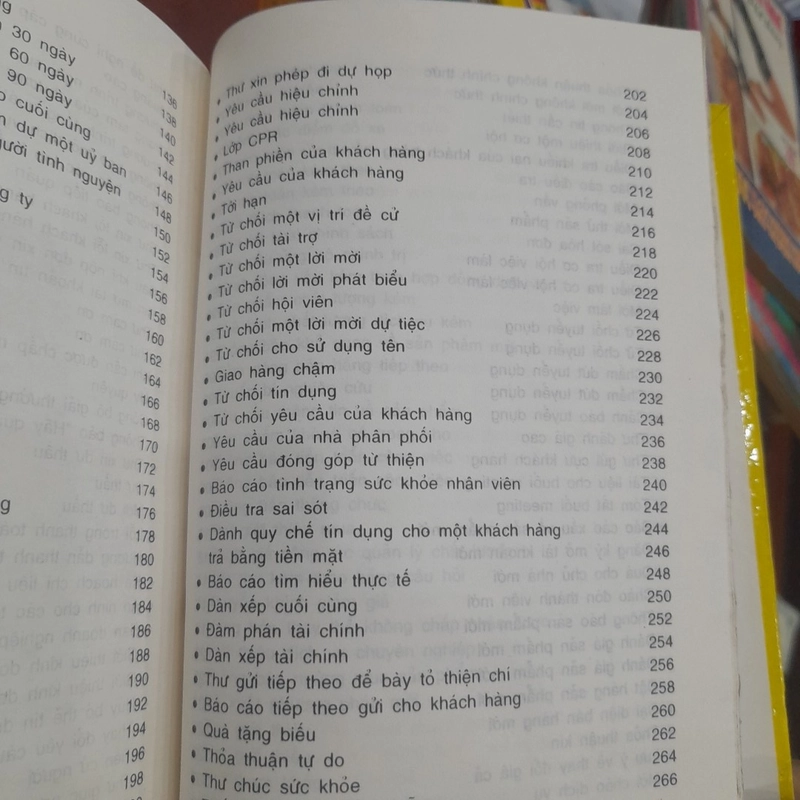 30 ngày
60 ngày
90 ngày
cuối cùng
dự một uỷ ban
tình nguyện
ty
136
138
140
142
144
146
148
150
152
154
156
158
160
162
164
166
168
170
172
174
176
178
180
182
184
186
188
190
192
194
196
198
• Thư xin phép đi dự họp
• Yêu cầu hiệu chỉnh
• Yêu cầu hiệu chỉnh
• Lớp CPR
• Than phiền của khách hàng
• Yêu cầu của khách hàng
• Tới hạn
• Từ chối một vị trí đề cử
• Từ chối tài trợ
• Từ chối một lời mời
• Từ chối lời mời phát biểu
• Từ chối hội viên
• Từ chối một lời mời dự tiệc
• Từ chối cho sử dụng tên
• Giao hàng chậm
• Từ chối tín dụng
• Từ chối yêu cầu của khách hàng
• Yêu cầu của nhà phân phối
• Yêu cầu đóng góp từ thiện
• Báo cáo tình trạng sức khỏe nhân viên
• Điều tra sai sót
• Dành quy chế tín dụng cho một khách hàng
trả bằng tiền mặt
• Báo cáo tìm hiểu thực tế
• Dàn xếp cuối cùng
• Đàm phán tài chính
• Dàn xếp tài chính
• Thư gửi tiếp theo để bày tỏ thiện chí
• Báo cáo tiếp theo gửi cho khách hàng
• Quà tặng biếu
• Thỏa thuận tự do
• Thư chúc sức khỏe
202
204
206
208
210
212
214
216
218
220
222
224
226
228
230
232
234
236
238
240
242
244
246
248
250
252
254
256
258
260
262
264
266